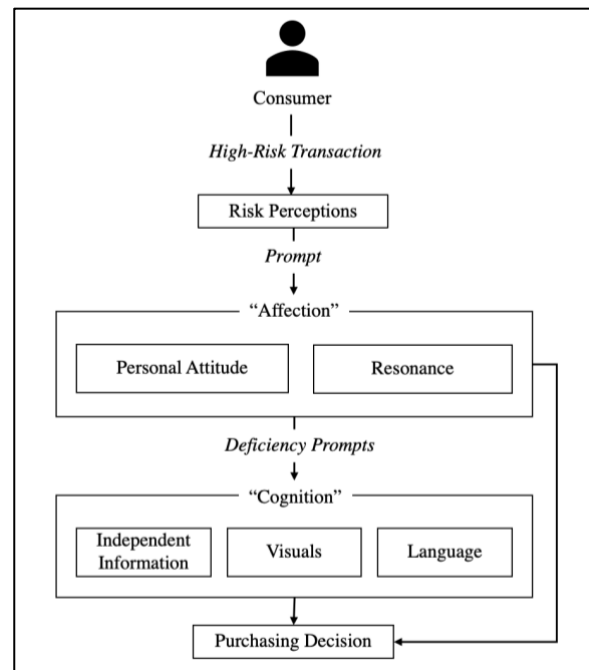 Consumer
High-Risk Transaction
Risk Perceptions
Prompt
“Affection”
Personal Attitude
Resonance
Deficiency Prompts
“Cognition”
Independent
Information
Visuals
Language
Purchasing Decision